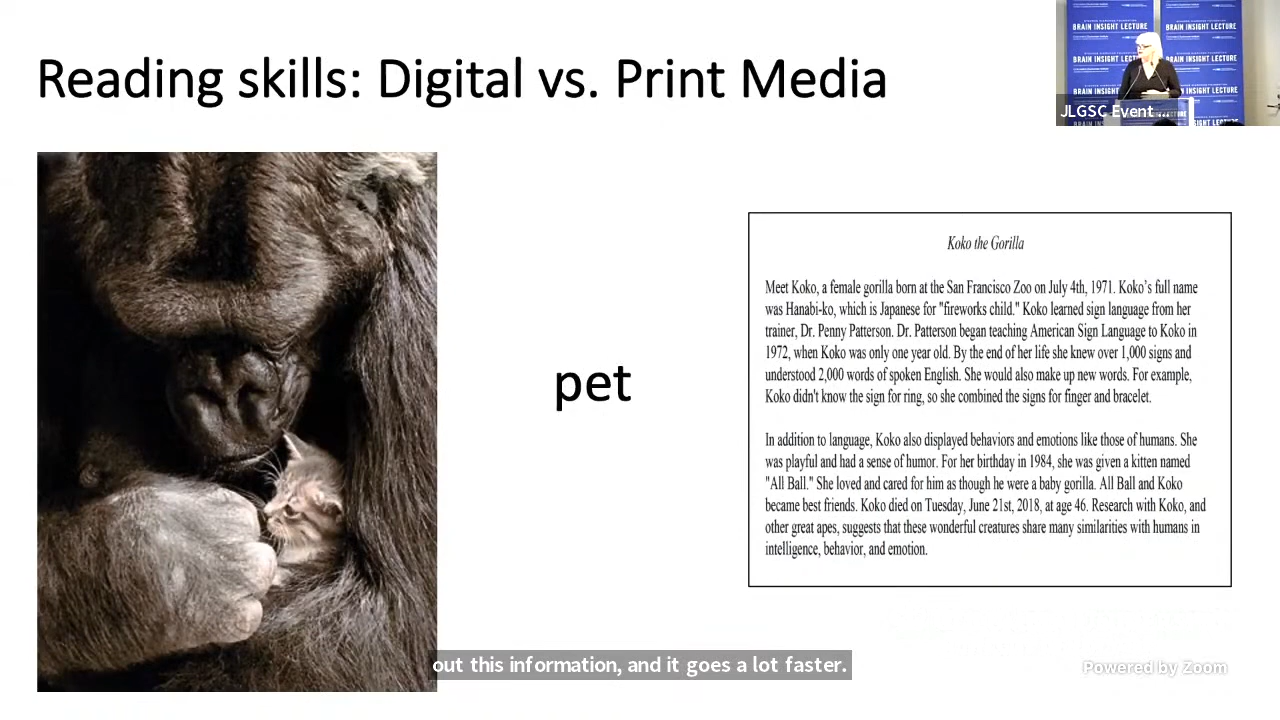 Reading skills: Digital vs. Print Media
BRAIN INSIGHT LECTURE
BRAIN INSIGHT LECTURE
JLGSC Event ...
pet
Koko the Gorilla
Meet Koko, a female gorilla born at the San Francisco Zoo on July 4th, 1971. Koko's full name
was Hanabi-ko, which is Japanese for "fireworks child." Koko learned sign language from her
trainer, Dr. Penny Patterson. Dr. Patterson began teaching American Sign Language to Koko in
1972, when Koko was only one year old. By the end of her life she knew over 1,000 signs and
understood 2,000 words of spoken English. She would also make up new words. For example,
Koko didn't know the sign for ring, so she combined the signs for finger and bracelet.
In addition to language, Koko also displayed behaviors and emotions like those of humans. She
was playful and had a sense of humor. For her birthday in 1984, she was given a kitten named
"All Ball." She loved and cared for him as though he were a baby gorilla. All Ball and Koko
became best friends. Koko died on Tuesday, June 21st, 2018, at age 46. Research with Koko, and
other great apes, suggests that these wonderful creatures share many similarities with humans in
intelligence, behavior, and emotion.
out this information, and it goes a lot faster.
Powered by Zoom